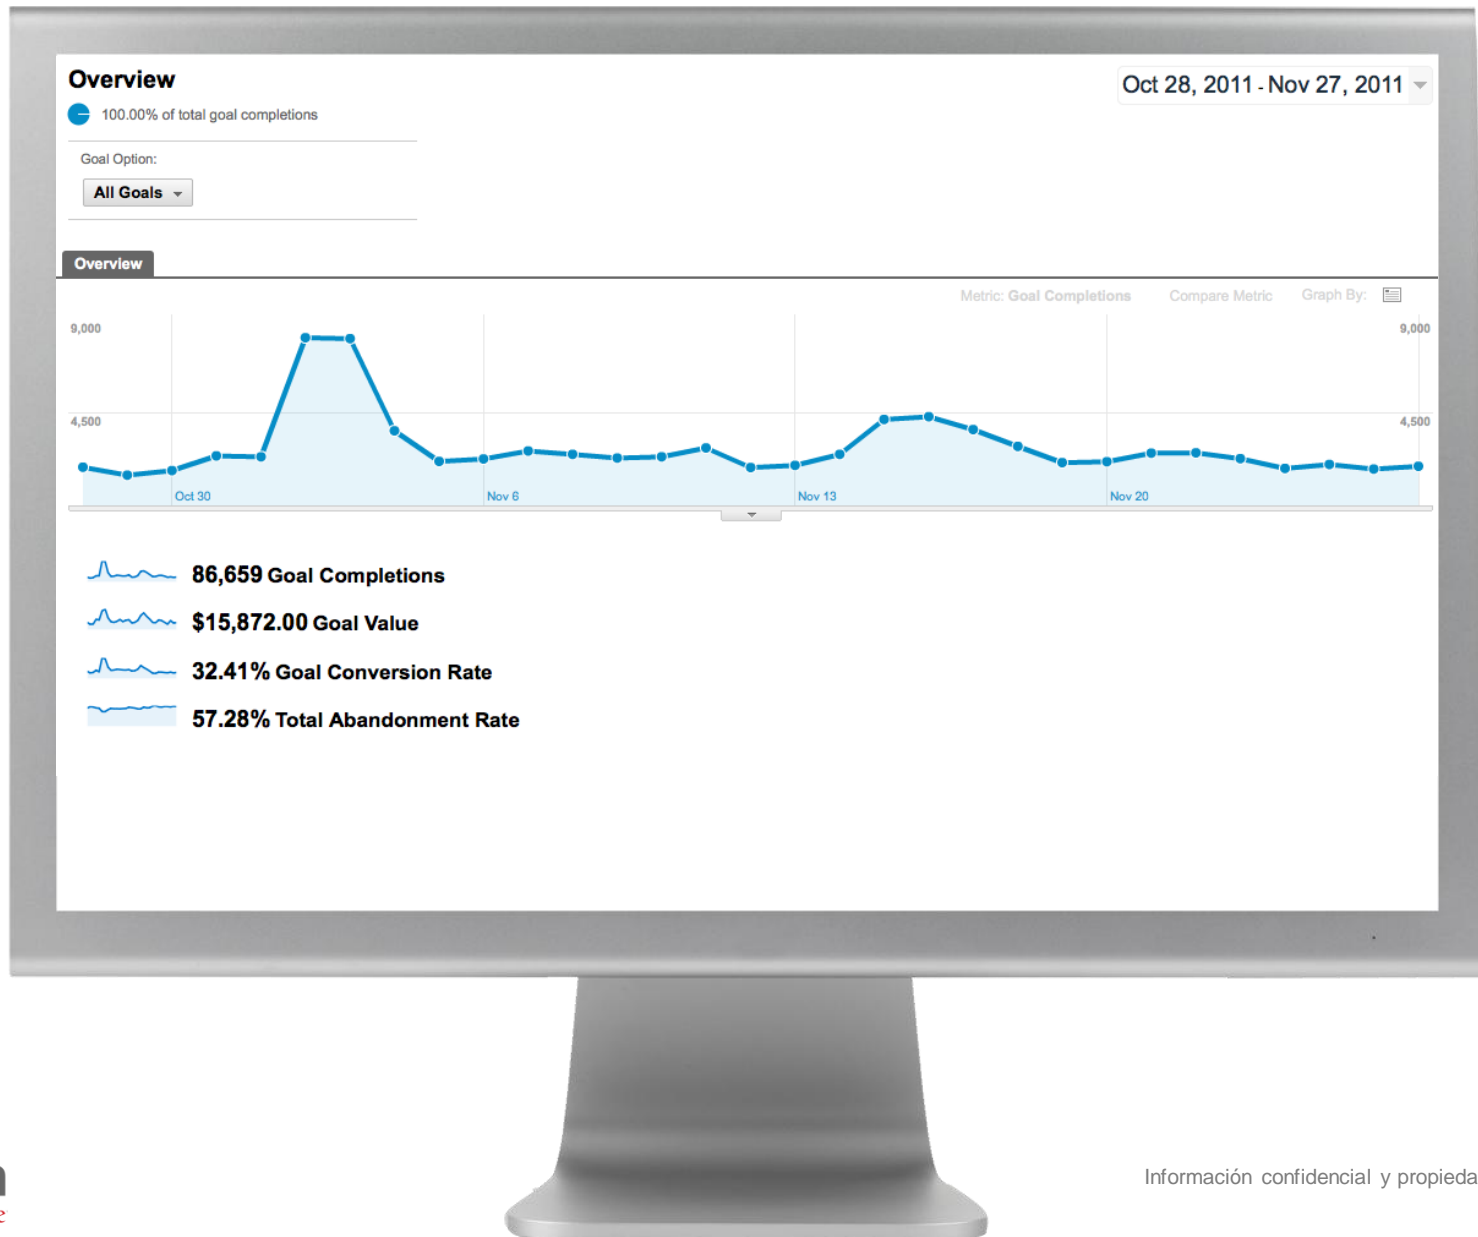 Overview
Oct 28, 2011 - Nov 27, 2011
100.00% of total goal completions
Goal Option:
All Goals
Overview
Metric: Goal Completions Compare Metric Graph By:
9,000 9,000
4,500 4,500
Oct 30 Nov 6 Nov 13 Nov 20
86,659 Goal Completions
$15,872.00 Goal Value
32.41% Goal Conversion Rate
57.28% Total Abandonment Rate
Información confidencial y propieda